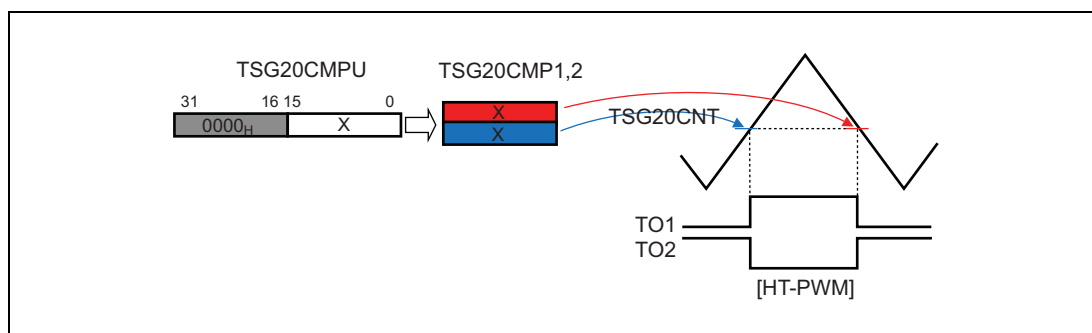 TSG20CMPU
TSG20CMP1,2
31 16 15 0
0000H
X
X
X
TSG20CNT
TO1
TO2
[HT-PWM]